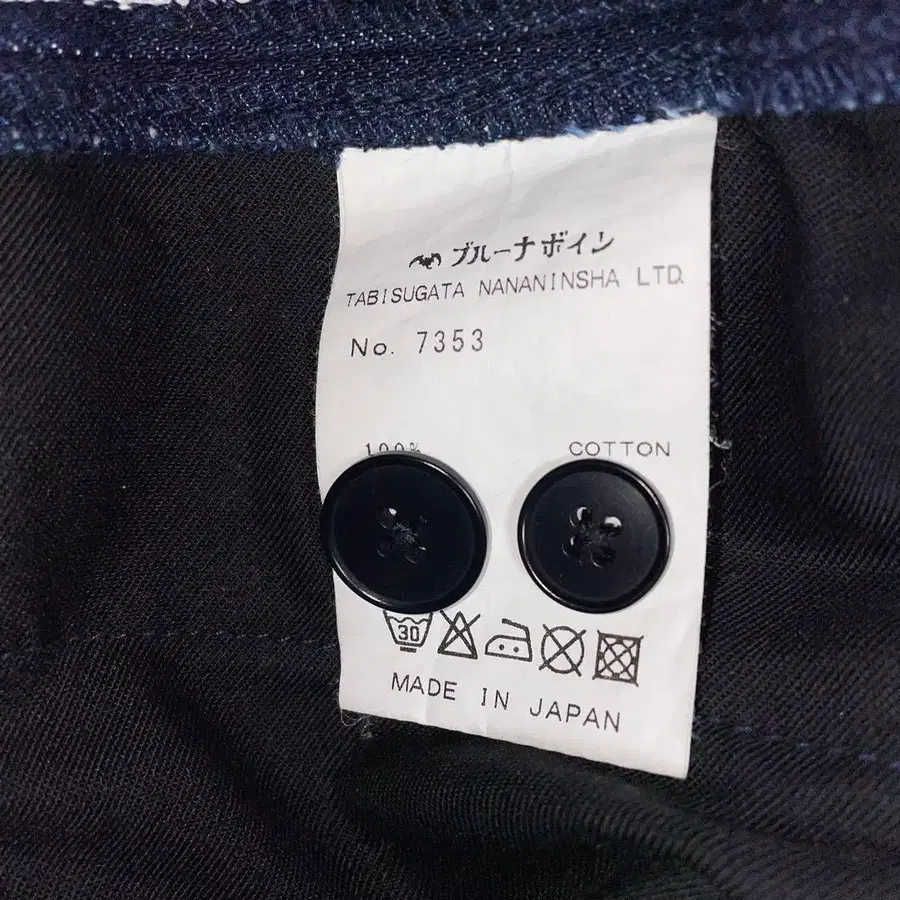 ブルーナボイン
TABISUGATA NANANINSHA LTD.
No. 7353
100% COTTON
30
MADE IN JAPAN